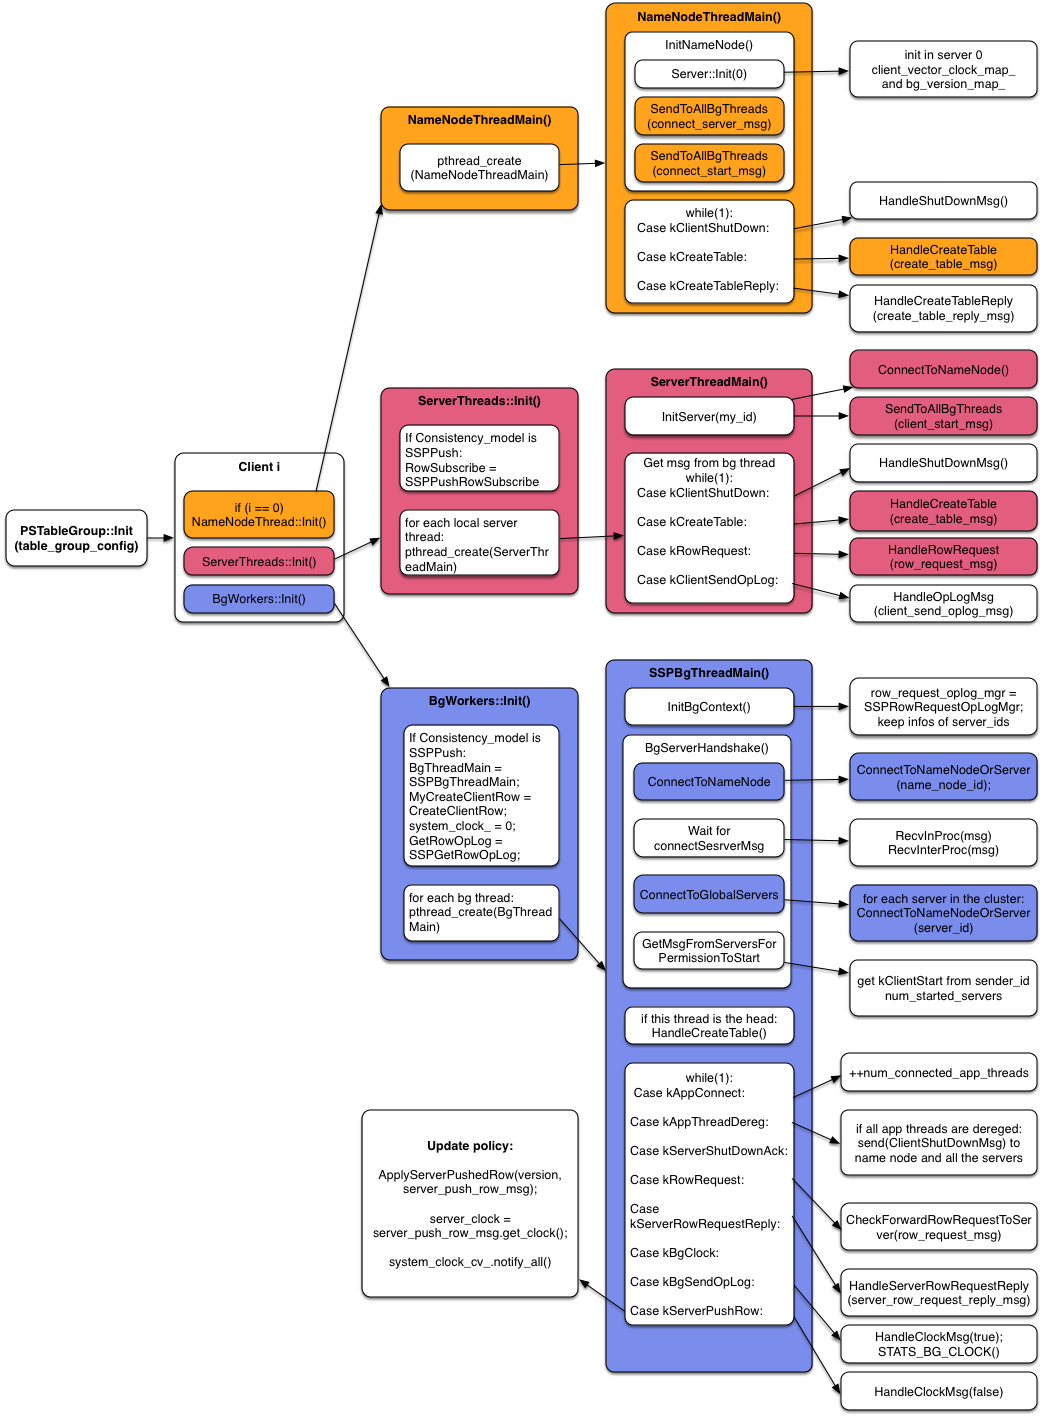 PSTableGroup::Init
(table_group_config)
Client i
if (i == 0)
NameNodeThread::Init()
ServerThreads::Init()
BgWorkers::Init()
NameNodeThreadMain()
pthread_create
(NameNodeThreadMain)
NameNodeThreadMain()
InitNameNode()
Server::Init(0)
SendToAllBgThreads
(connect_server_msg)
SendToAllBgThreads
(connect_start_msg)
while(1):
Case kClientShutDown:
Case kCreateTable:
Case kCreateTableReply:
init in server 0
client_vector_clock_map_
and bg_version_map_
HandleShutDownMsg()
HandleCreateTable
(create_table_msg)
HandleCreateTableReply
(create_table_reply_msg)
ServerThreads::Init()
If Consistency_model is
SSPPush:
RowSubscribe =
SSPPushRowSubscribe
for each local server
thread:
pthread_create(ServerThr
eadMain)
ServerThreadMain()
InitServer(my_id)
Get msg from bg thread
while(1):
Case kClientShutDown:
Case kCreateTable:
Case kRowRequest:
Case kClientSendOpLog:
ConnectToNameNode()
SendToAllBgThreads
(client_start_msg)
HandleShutDownMsg()
HandleCreateTable
(create_table_msg)
HandleRowRequest
(row_request_msg)
HandleOpLogMsg
(client_send_oplog_msg)
BgWorkers::Init()
If Consistency_model is
SSPPush:
BgThreadMain =
SSPBgThreadMain;
MyCreateClientRow =
CreateClientRow;
system_clock_ = 0;
GetRowOpLog =
SSPGetRowOpLog;
for each bg thread:
pthread_create(BgThread
Main)
SSPBgThreadMain()
InitBgContext()
BgServerHandshake()
ConnectToNameNode
Wait for
connectSesrverMsg
ConnectToGlobalServers
GetMsgFromServersFor
PermissionToStart
if this thread is the head:
HandleCreateTable()
while(1):
Case kAppConnect:
Case kAppThreadDereg:
Case kServerShutDownAck:
Case kRowRequest:
Case
kServerRowRequestReply:
Case kBgClock:
Case kBgSendOpLog:
Case kServerPushRow:
row_request_oplog_mgr =
SSPRowRequestOpLogMgr;
keep infos of server_ids
ConnectToNameNodeOrServer
(name_node_id);
RecvInProc(msg)
RecvInterProc(msg)
for each server in the cluster:
ConnectToNameNodeOrServer
(server_id)
get kClientStart from sender_id
num_started_servers
++num_connected_app_threads
if all app threads are dereged:
send(ClientShutDownMsg) to
name node and all the servers
CheckForwardRowRequestToSer
ver(row_request_msg)
HandleServerRowRequestReply
(server_row_request_reply_msg)
HandleClockMsg(true);
STATS_BG_CLOCK()
HandleClockMsg(false)
Update policy:
ApplyServerPushedRow(version,
server_push_row_msg);
server_clock =
server_push_row_msg.get_clock();
system_clock_cv_.notify_all()